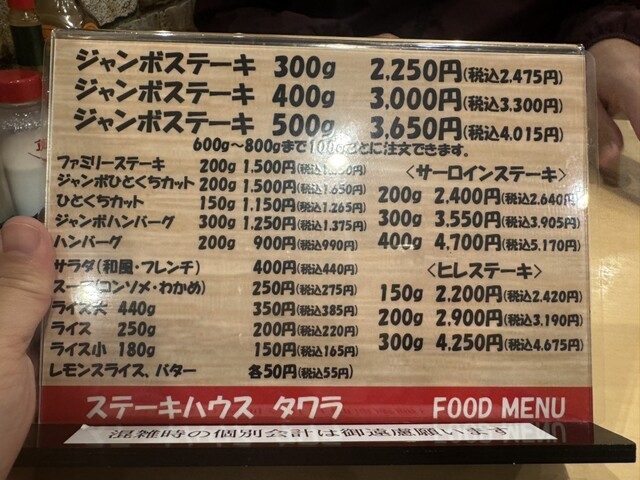 ジャンボステーキ 300g 2,250円(税込2,475円)
ジャンボステーキ 400g 3,000円(税込3,300円)
ジャンボステーキ 500g 3,650円(税込4,015円)
600g～800gまで100gごとに注文できます。
ファミリーステーキ 200g 1,500円(税込1,650円)
ジャンボひとくちカット 200g 1,500円(税込1,650円)
ひとくちカット 150g 1,150円(税込1,265円)
ジャンボハンバーグ 300g 1,250円(税込1,375円)
ハンバーグ 200g 900円(税込990円)
サラダ(和風・フレンチ) 400円(税込440円)
スープ(コンソメ・わかめ) 250円(税込275円)
ライス大 440g 350円(税込385円)
ライス 250g 200円(税込220円)
ライス小 180g 150円(税込165円)
レモンスライス、バター 各50円(税込55円)
<サーロインステーキ>
200g 2,400円(税込2,640円)
300g 3,550円(税込3,905円)
400g 4,700円(税込5,170円)
<ヒレステーキ>
150g 2,200円(税込2,420円)
200g 2,900円(税込3,190円)
300g 4,250円(税込4,675円)
ステーキハウス タワラ FOOD MENU
混雑時の個別会計は御遠慮願います